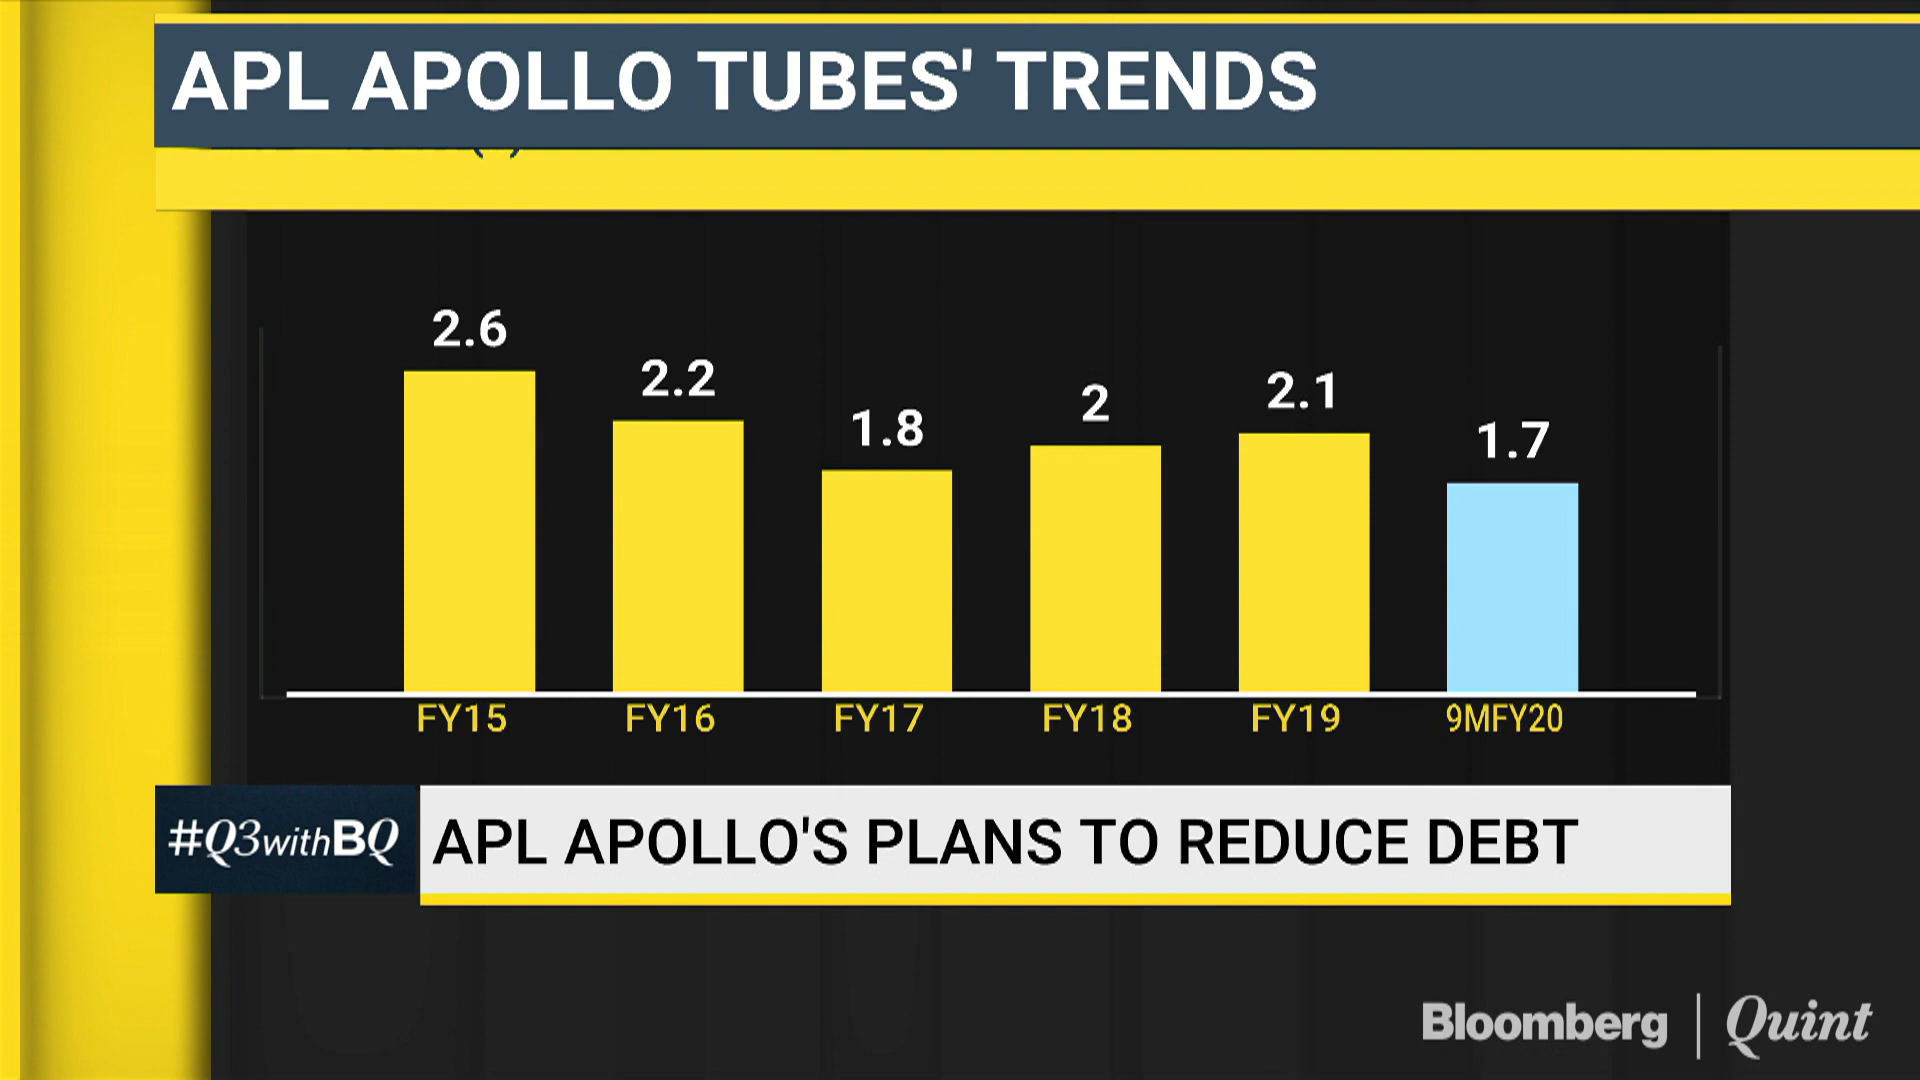 APL APOLLO TUBES' TRENDS
2.6
2.2
1.8
2
2.1
1.7
FY15
FY16
FY17
FY18
FY19
9MFY20
#Q3withBQ
APL APOLLO'S PLANS TO REDUCE DEBT
Bloomberg | Quint